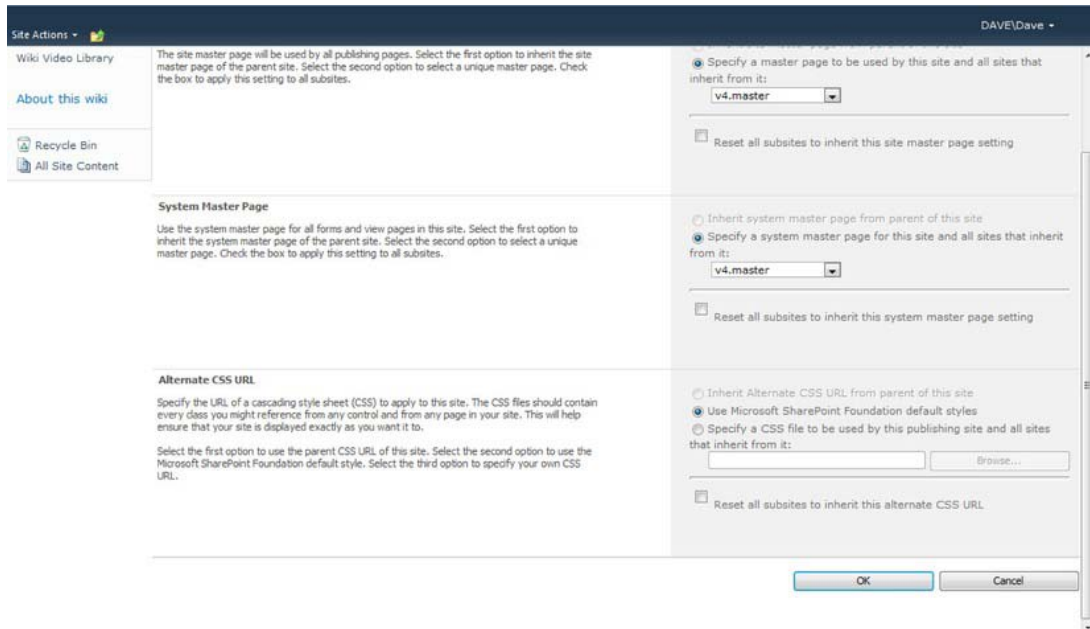 DAVE\Dave
Site Actions
Wiki Video Library
About this wiki
Recycle Bin
All Site Content
The site master page will be used by all publishing pages. Select the first option to inherit the site
master page of the parent site. Select the second option to select a unique master page. Check
the box to apply this setting to all subsites.
Specify a master page to be used by this site and all sites that
inherit from it:
v4.master
Reset all subsites to inherit this site master page setting
System Master Page
Use the system master page for all forms and view pages in this site. Select the first option to
inherit the system master page of the parent site. Select the second option to select a unique
master page. Check the box to apply this setting to all subsites.
Inherit system master page from parent of this site
Specify a system master page for this site and all sites that inherit
from it:
v4.master
Reset all subsites to inherit this system master page setting
Alternate CSS URL
Specify the URL of a cascading style sheet (CSS) to apply to this site. The CSS files should contain
every class you might reference from any control and from any page in your site. This will help
ensure that your site is displayed exactly as you want it to.
Select the first option to use the parent CSS URL of this site. Select the second option to use the
Microsoft SharePoint Foundation default style. Select the third option to specify your own CSS
URL.
Inherit Alternate CSS URL from parent of this site
Use Microsoft SharePoint Foundation default styles
Specify a CSS file to be used by this publishing site and all sites
that inherit from it:
Browse...
Reset all subsites to inherit this alternate CSS URL
OK
Cancel